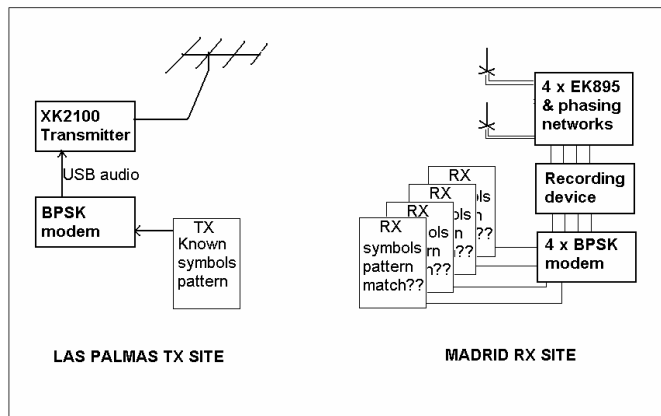 XK2100
Transmitter
USB audio
BPSK
modem
TX
Known
symbols
pattern
LAS PALMAS TX SITE
4 x EK895
& phasing
networks
Recording
device
4 x BPSK
modem
RX
RX
RX
RX
symbols
pattern
match??
MADRID RX SITE